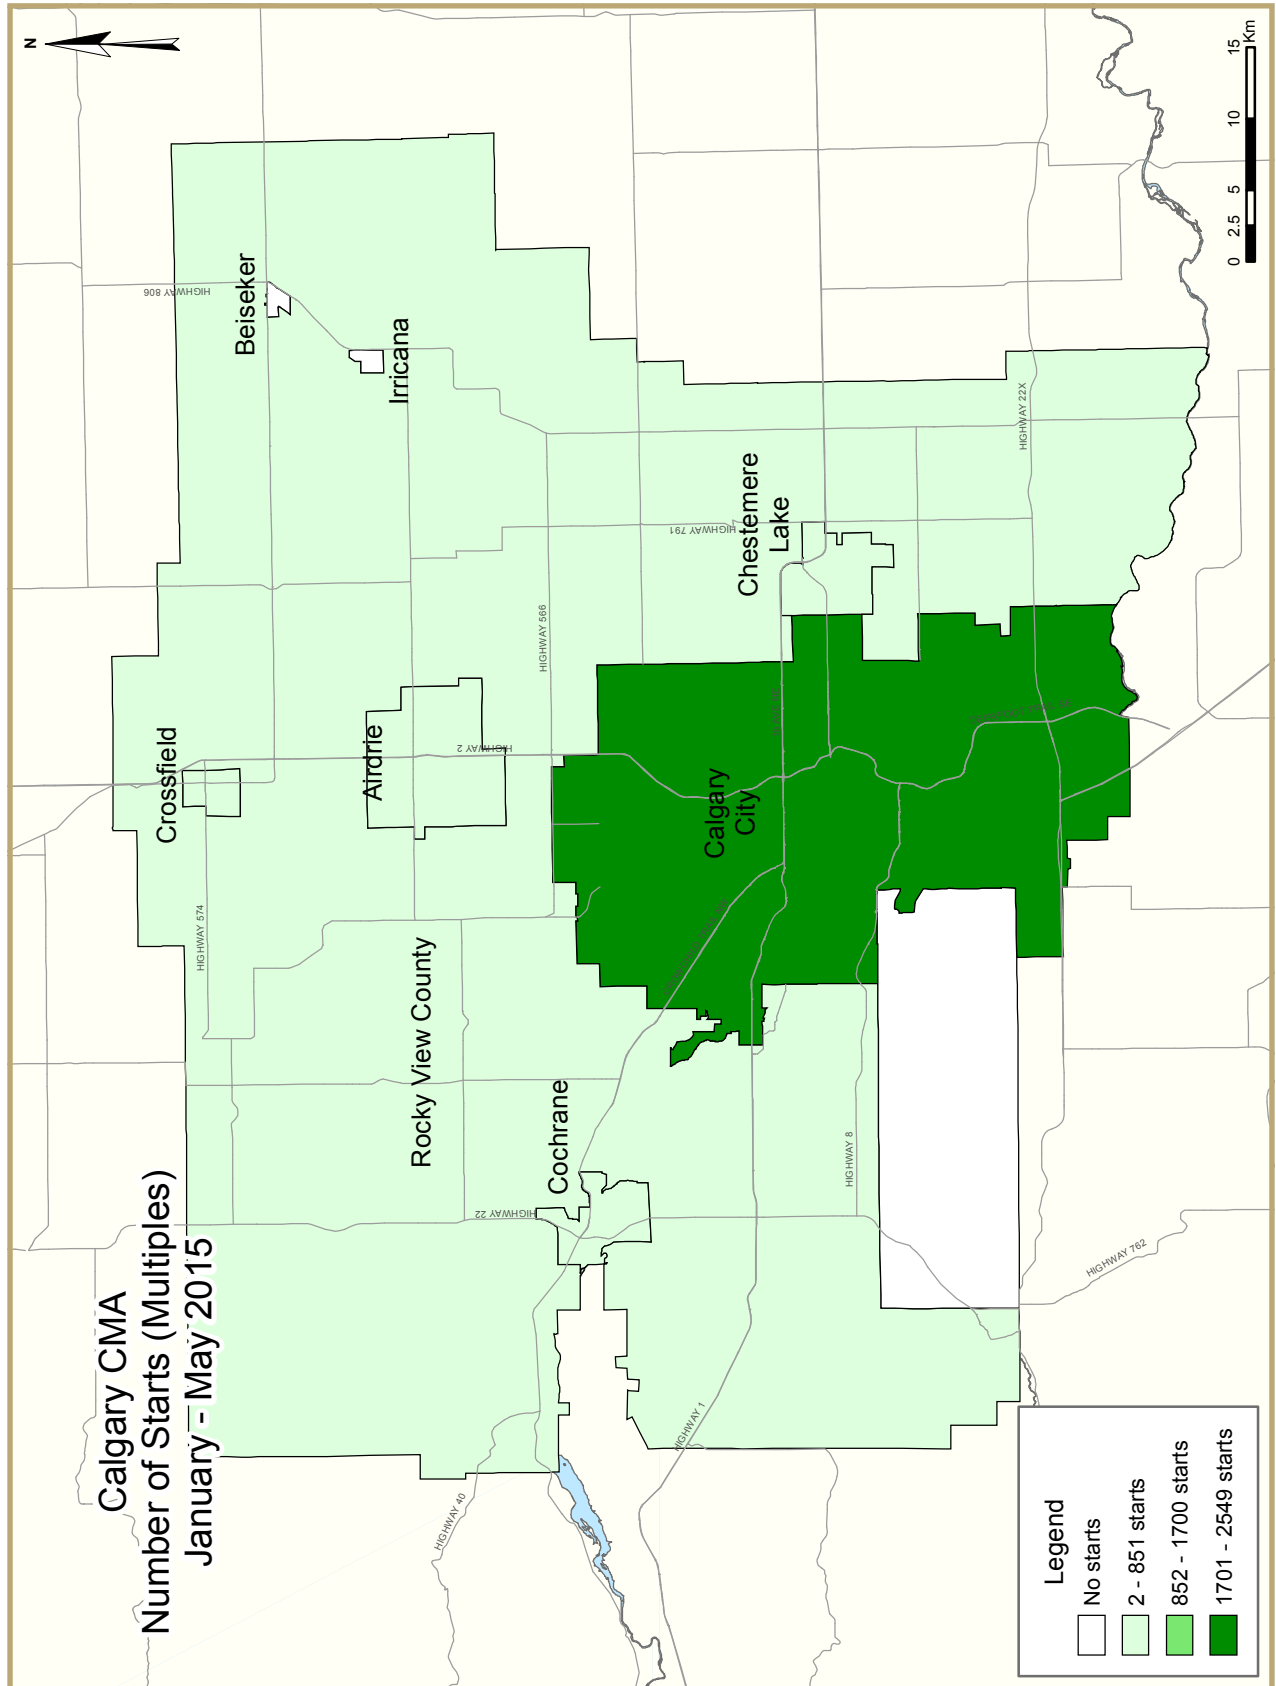 Calgary CMA
Number of Starts (Multiples)
January - May 2015
N
Crossfield
Beiseker
Irricana
Airdrie
Rocky View County
Cochrane
Chestemere
Lake
Calgary
City
HIGHWAY 574
HIGHWAY 806
HIGHWAY 2
HIGHWAY 566
HIGHWAY 791
HIGHWAY 22
HIGHWAY 40
HIGHWAY 1
HIGHWAY 8
HIGHWAY 22X
HIGHWAY 762
Legend
No starts
2 - 851 starts
852 - 1700 starts
1701 - 2549 starts
0 2.5 5 10 15
Km